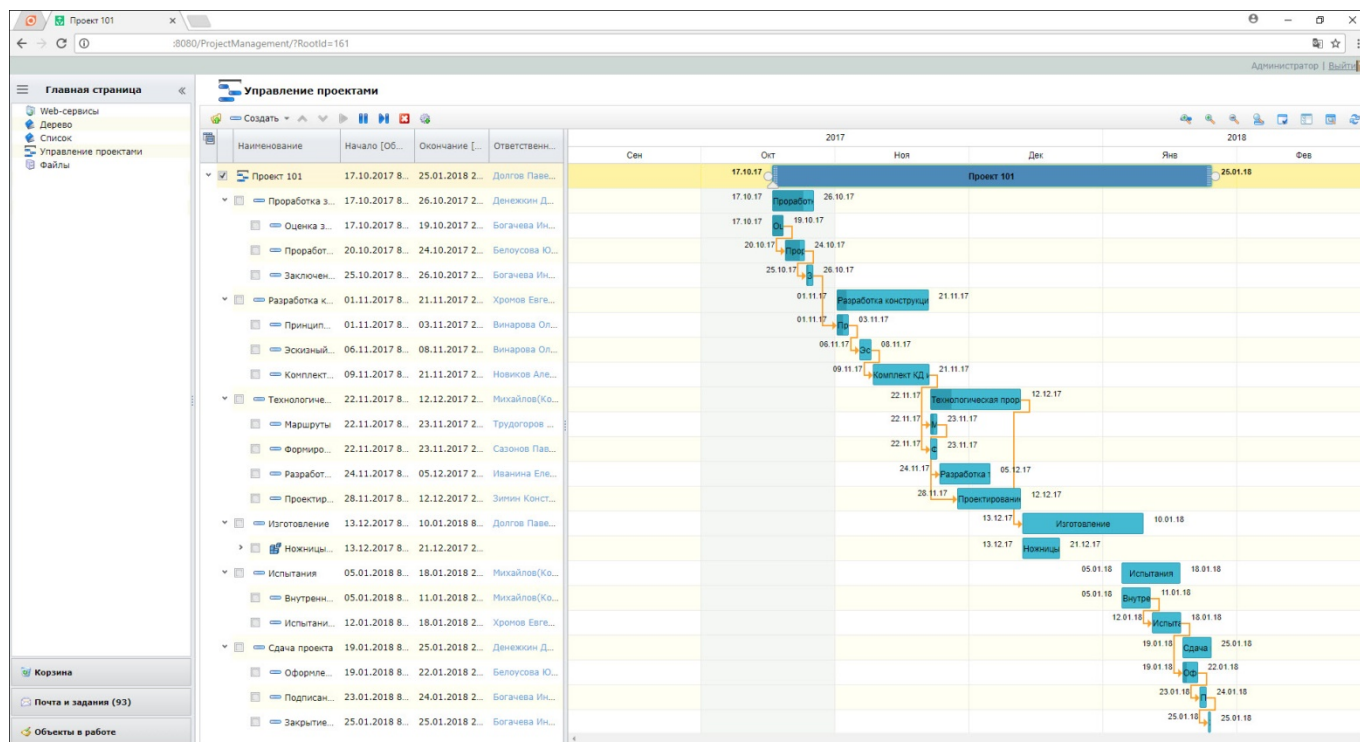 Проект 101
:8080/ProjectManagement/?RootId=161
Администратор | Выйти
Главная страница
Web-сервисы
Дерево
Список
Управление проектами
Файлы
Корзина
Почта и задания (93)
Объекты в работе
Управление проектами
Создать
Наименование Начало [Об... Окончание [... Ответственн...
2017 2018
Сен Окт Ноя Дек Янв Фев
Проект 101 17.10.2017 8... 25.01.2018 2... Долгов Паве... 17.10.17 Проект 101 25.01.18
Проработка з... 17.10.2017 8... 26.10.2017 2... Денежкин Д... 17.10.17 Проработ 26.10.17
Оценка з... 17.10.2017 8... 19.10.2017 2... Богачева Ин... 17.10.17 Оц 19.10.17
Проработ... 20.10.2017 8... 24.10.2017 2... Белоусова Ю... 20.10.17 Прор 24.10.17
Заключен... 25.10.2017 8... 26.10.2017 2... Богачева Ин... 25.10.17 З 26.10.17
Разработка к... 01.11.2017 8... 21.11.2017 2... Хромов Евге... 01.11.17 Разработка конструкци 21.11.17
Принцип... 01.11.2017 8... 03.11.2017 2... Винарова Ол... 01.11.17 Пр 03.11.17
Эскизный... 06.11.2017 8... 08.11.2017 2... Винарова Ол... 06.11.17 Эс 08.11.17
Комплект... 09.11.2017 8... 21.11.2017 2... Новиков Але... 09.11.17 Комплект КД и 21.11.17
Технологиче... 22.11.2017 8... 12.12.2017 2... Михайлов(Ко... 22.11.17 Технологическая прор 12.12.17
Маршруты 22.11.2017 8... 23.11.2017 2... Трудогоров ... 22.11.17 М 23.11.17
Формиро... 22.11.2017 8... 23.11.2017 2... Сазонов Пав... 22.11.17 Ф 23.11.17
Разработ... 24.11.2017 8... 05.12.2017 2... Иванина Еле... 24.11.17 Разработка т 05.12.17
Проектир... 28.11.2017 8... 12.12.2017 2... Зимин Конст... 28.11.17 Проектировани 12.12.17
Изготовление 13.12.2017 8... 10.01.2018 8... Долгов Паве... 13.12.17 Изготовление 10.01.18
Ножницы... 13.12.2017 8... 21.12.2017 2... 13.12.17 Ножницы 21.12.17
Испытания 05.01.2018 8... 18.01.2018 2... Михайлов(Ко... 05.01.18 Испытания 18.01.18
Внутренн... 05.01.2018 8... 11.01.2018 2... Михайлов(Ко... 05.01.18 Внутре 11.01.18
Испытани... 12.01.2018 8... 18.01.2018 2... Хромов Евге... 12.01.18 Испыта 18.01.18
Сдача проекта 19.01.2018 8... 25.01.2018 2... Денежкин Д... 19.01.18 Сдача 25.01.18
Оформле... 19.01.2018 8... 22.01.2018 2... Белоусова Ю... 19.01.18 Оф 22.01.18
Подписан... 23.01.2018 8... 24.01.2018 2... Богачева Ин... 23.01.18 П 24.01.18
Закрытие... 25.01.2018 8... 25.01.2018 2... Богачева Ин... 25.01.18 25.01.18